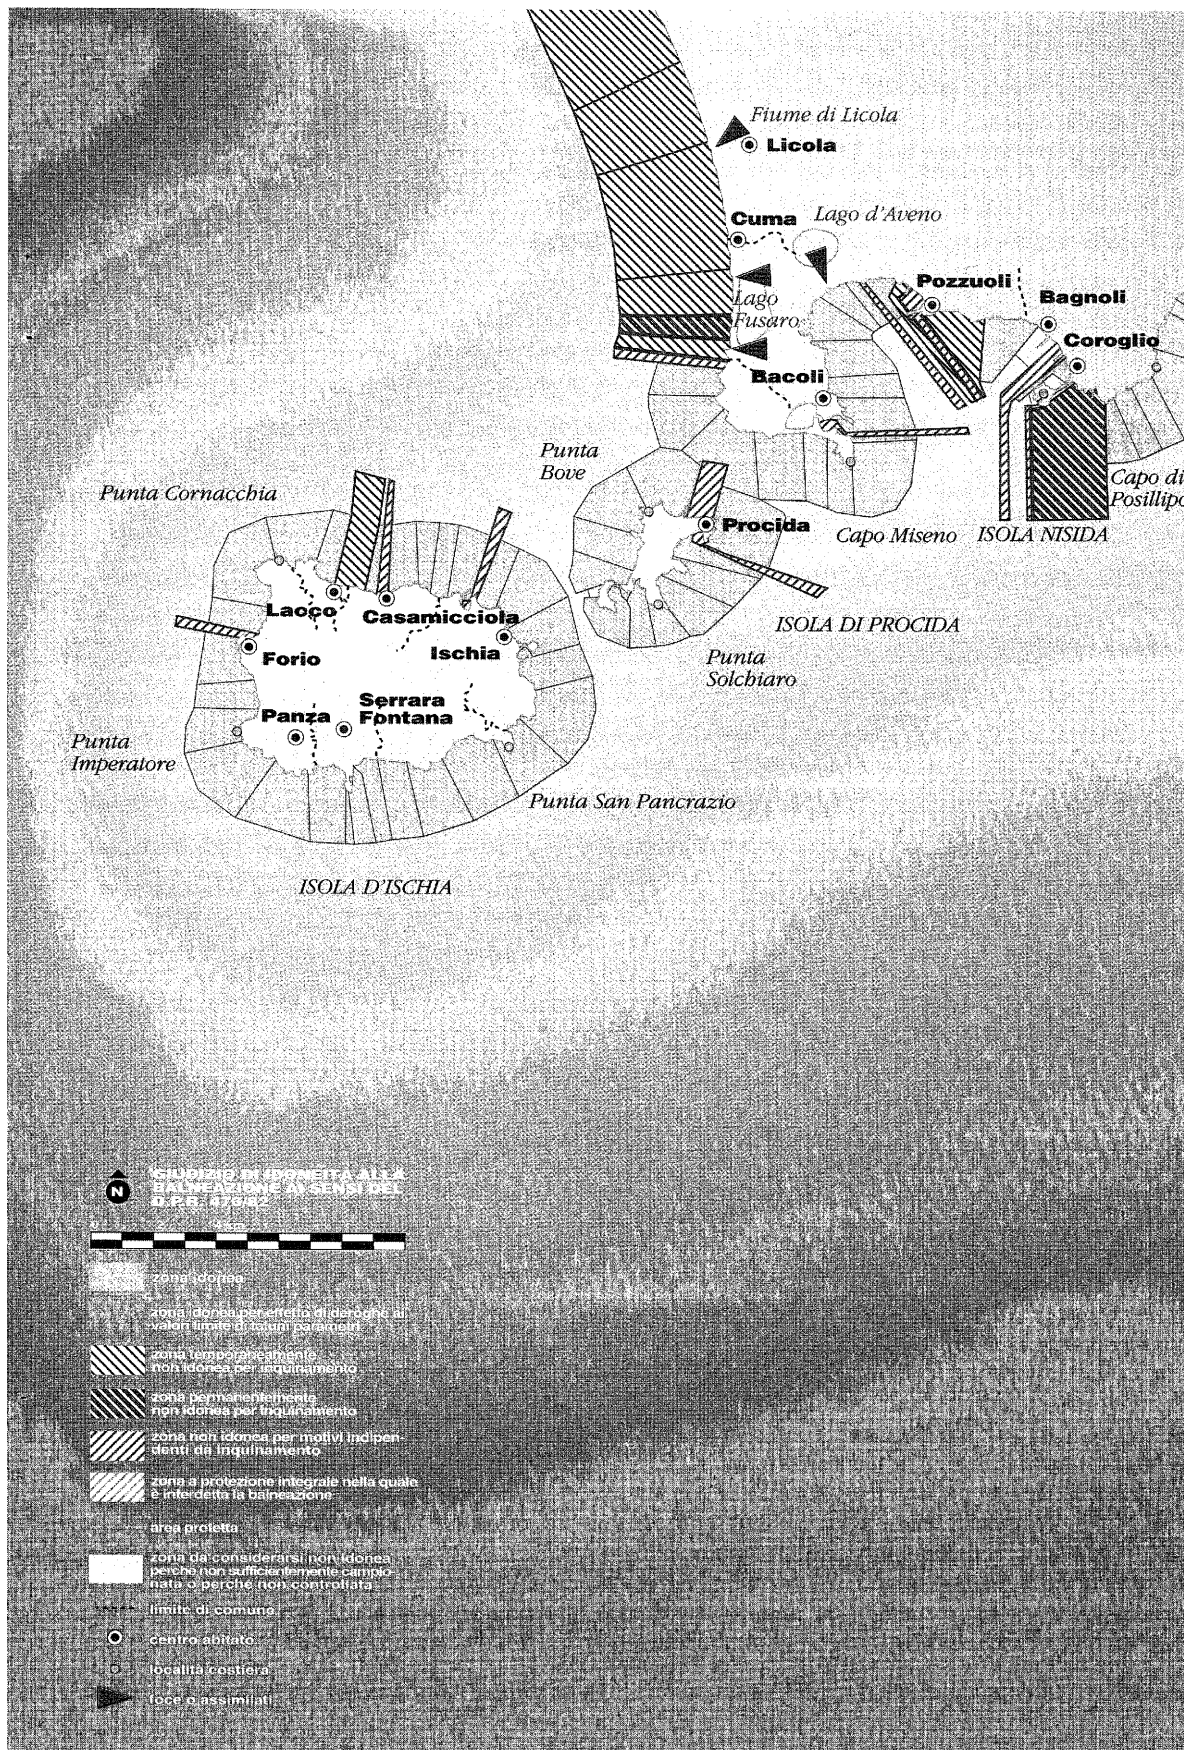 Fiume di Licola
Licola
Cuma
Lago d'Averno
Pozzuoli
Bagnoli
Lago
Fusaro
Coroglio
Bacoli
Punta
Bove
Capo di
Posillipo
Punta Cornacchia
Procida
Capo Miseno
ISOLA NISIDA
Lacco
Casamicciola
ISOLA DI PROCIDA
Forio
Ischia
Punta
Solchiaro
Serrara
Fontana
Panza
Punta
Imperatore
Punta San Pancrazio
ISOLA D'ISCHIA
N
GIUDIZIO DI IDONEITÀ ALLA
BALNEAZIONE AI SENSI DEL
D.P.R. 470/82
0 2 4 km
zona idonea
zona idonea per effetto di deroghe ai
valori limite di taluni parametri
zona temporaneamente
non idonea per inquinamento
zona permanentemente
non idonea per inquinamento
zona non idonea per motivi indipen-
denti da inquinamento
zona a protezione integrale nella quale
è interdetta la balneazione
area protetta
zona da considerarsi non idonea
perché non sufficientemente campio-
nata o perché non controllata
limite di comune
centro abitato
località costiera
foce o assimilati